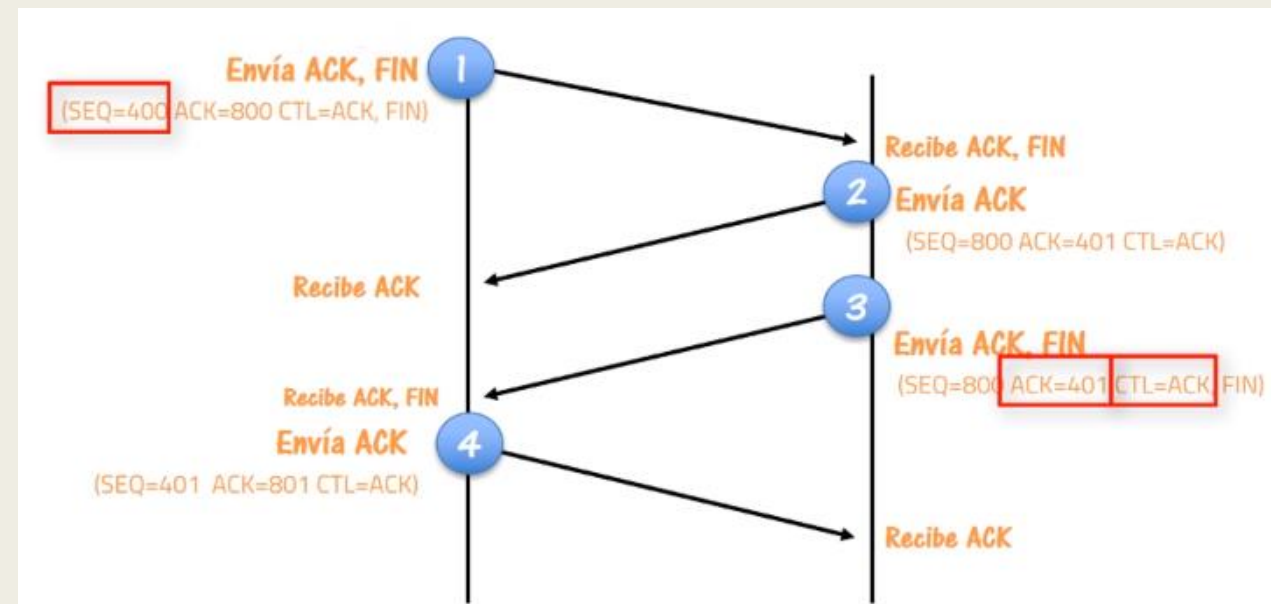 Envía ACK, FIN
1
(SEQ=400 ACK=800 CTL=ACK, FIN)
Recibe ACK, FIN
2
Envía ACK
(SEQ=800 ACK=401 CTL=ACK)
Recibe ACK
3
Envía ACK, FIN
(SEQ=800 ACK=401 CTL=ACK, FIN)
Recibe ACK, FIN
Envía ACK
4
(SEQ=401 ACK=801 CTL=ACK)
Recibe ACK